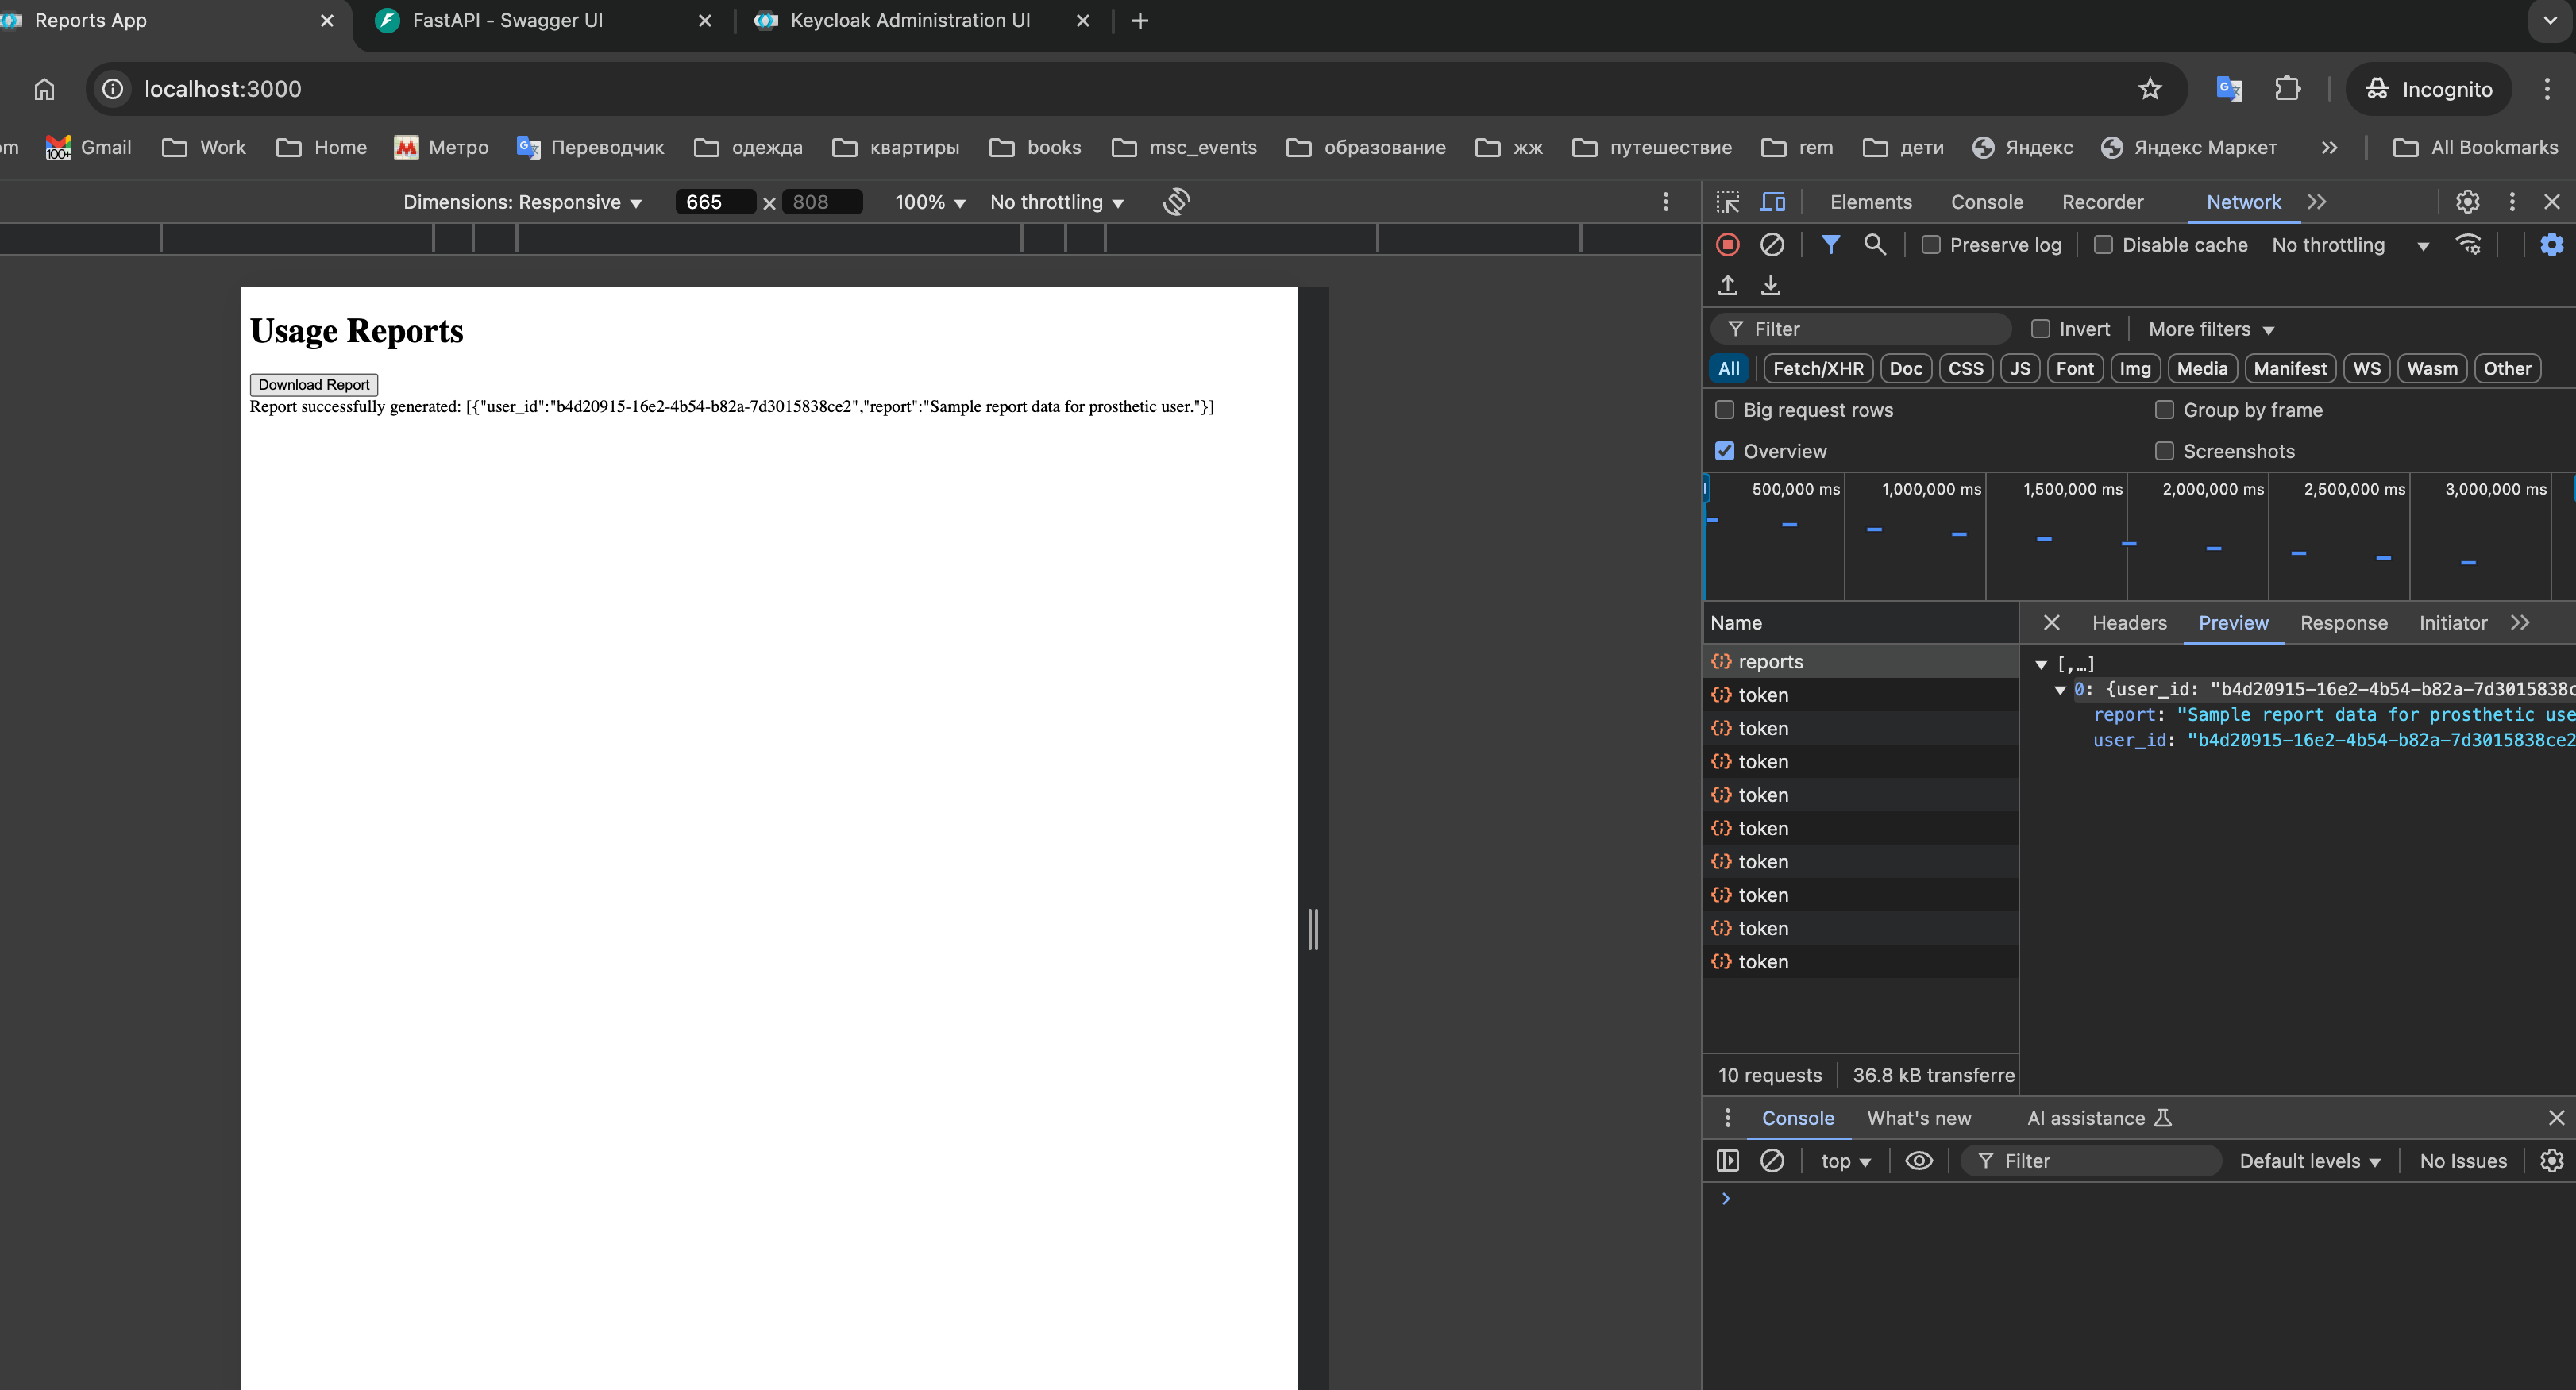 Reports App
FastAPI - Swagger UI
Keycloak Administration UI
localhost:3000
Incognito
om
Gmail
Work
Home
Метро
Переводчик
одежда
квартиры
books
msc_events
образование
жж
путешествие
rem
дети
Яндекс
Яндекс Маркет
All Bookmarks
Dimensions: Responsive
665
808
100%
No throttling
Elements
Console
Recorder
Network
Preserve log
Disable cache
No throttling
Filter
Invert
More filters
All
Fetch/XHR
Doc
CSS
JS
Font
Img
Media
Manifest
WS
Wasm
Other
Big request rows
Group by frame
Overview
Screenshots
500,000 ms
1,000,000 ms
1,500,000 ms
2,000,000 ms
2,500,000 ms
3,000,000 ms
Usage Reports
Download Report
Report successfully generated: [{"user_id":"b4d20915-16e2-4b54-b82a-7d3015838ce2","report":"Sample report data for prosthetic user."}]
Name
reports
token
token
token
token
token
token
token
token
token
Headers
Preview
Response
Initiator
[,…]
0: {user_id: "b4d20915-16e2-4b54-b82a-7d3015838c
report: "Sample report data for prosthetic use
user_id: "b4d20915-16e2-4b54-b82a-7d3015838ce2
10 requests
36.8 kB transferre
Console
What's new
AI assistance
top
Filter
Default levels
No Issues